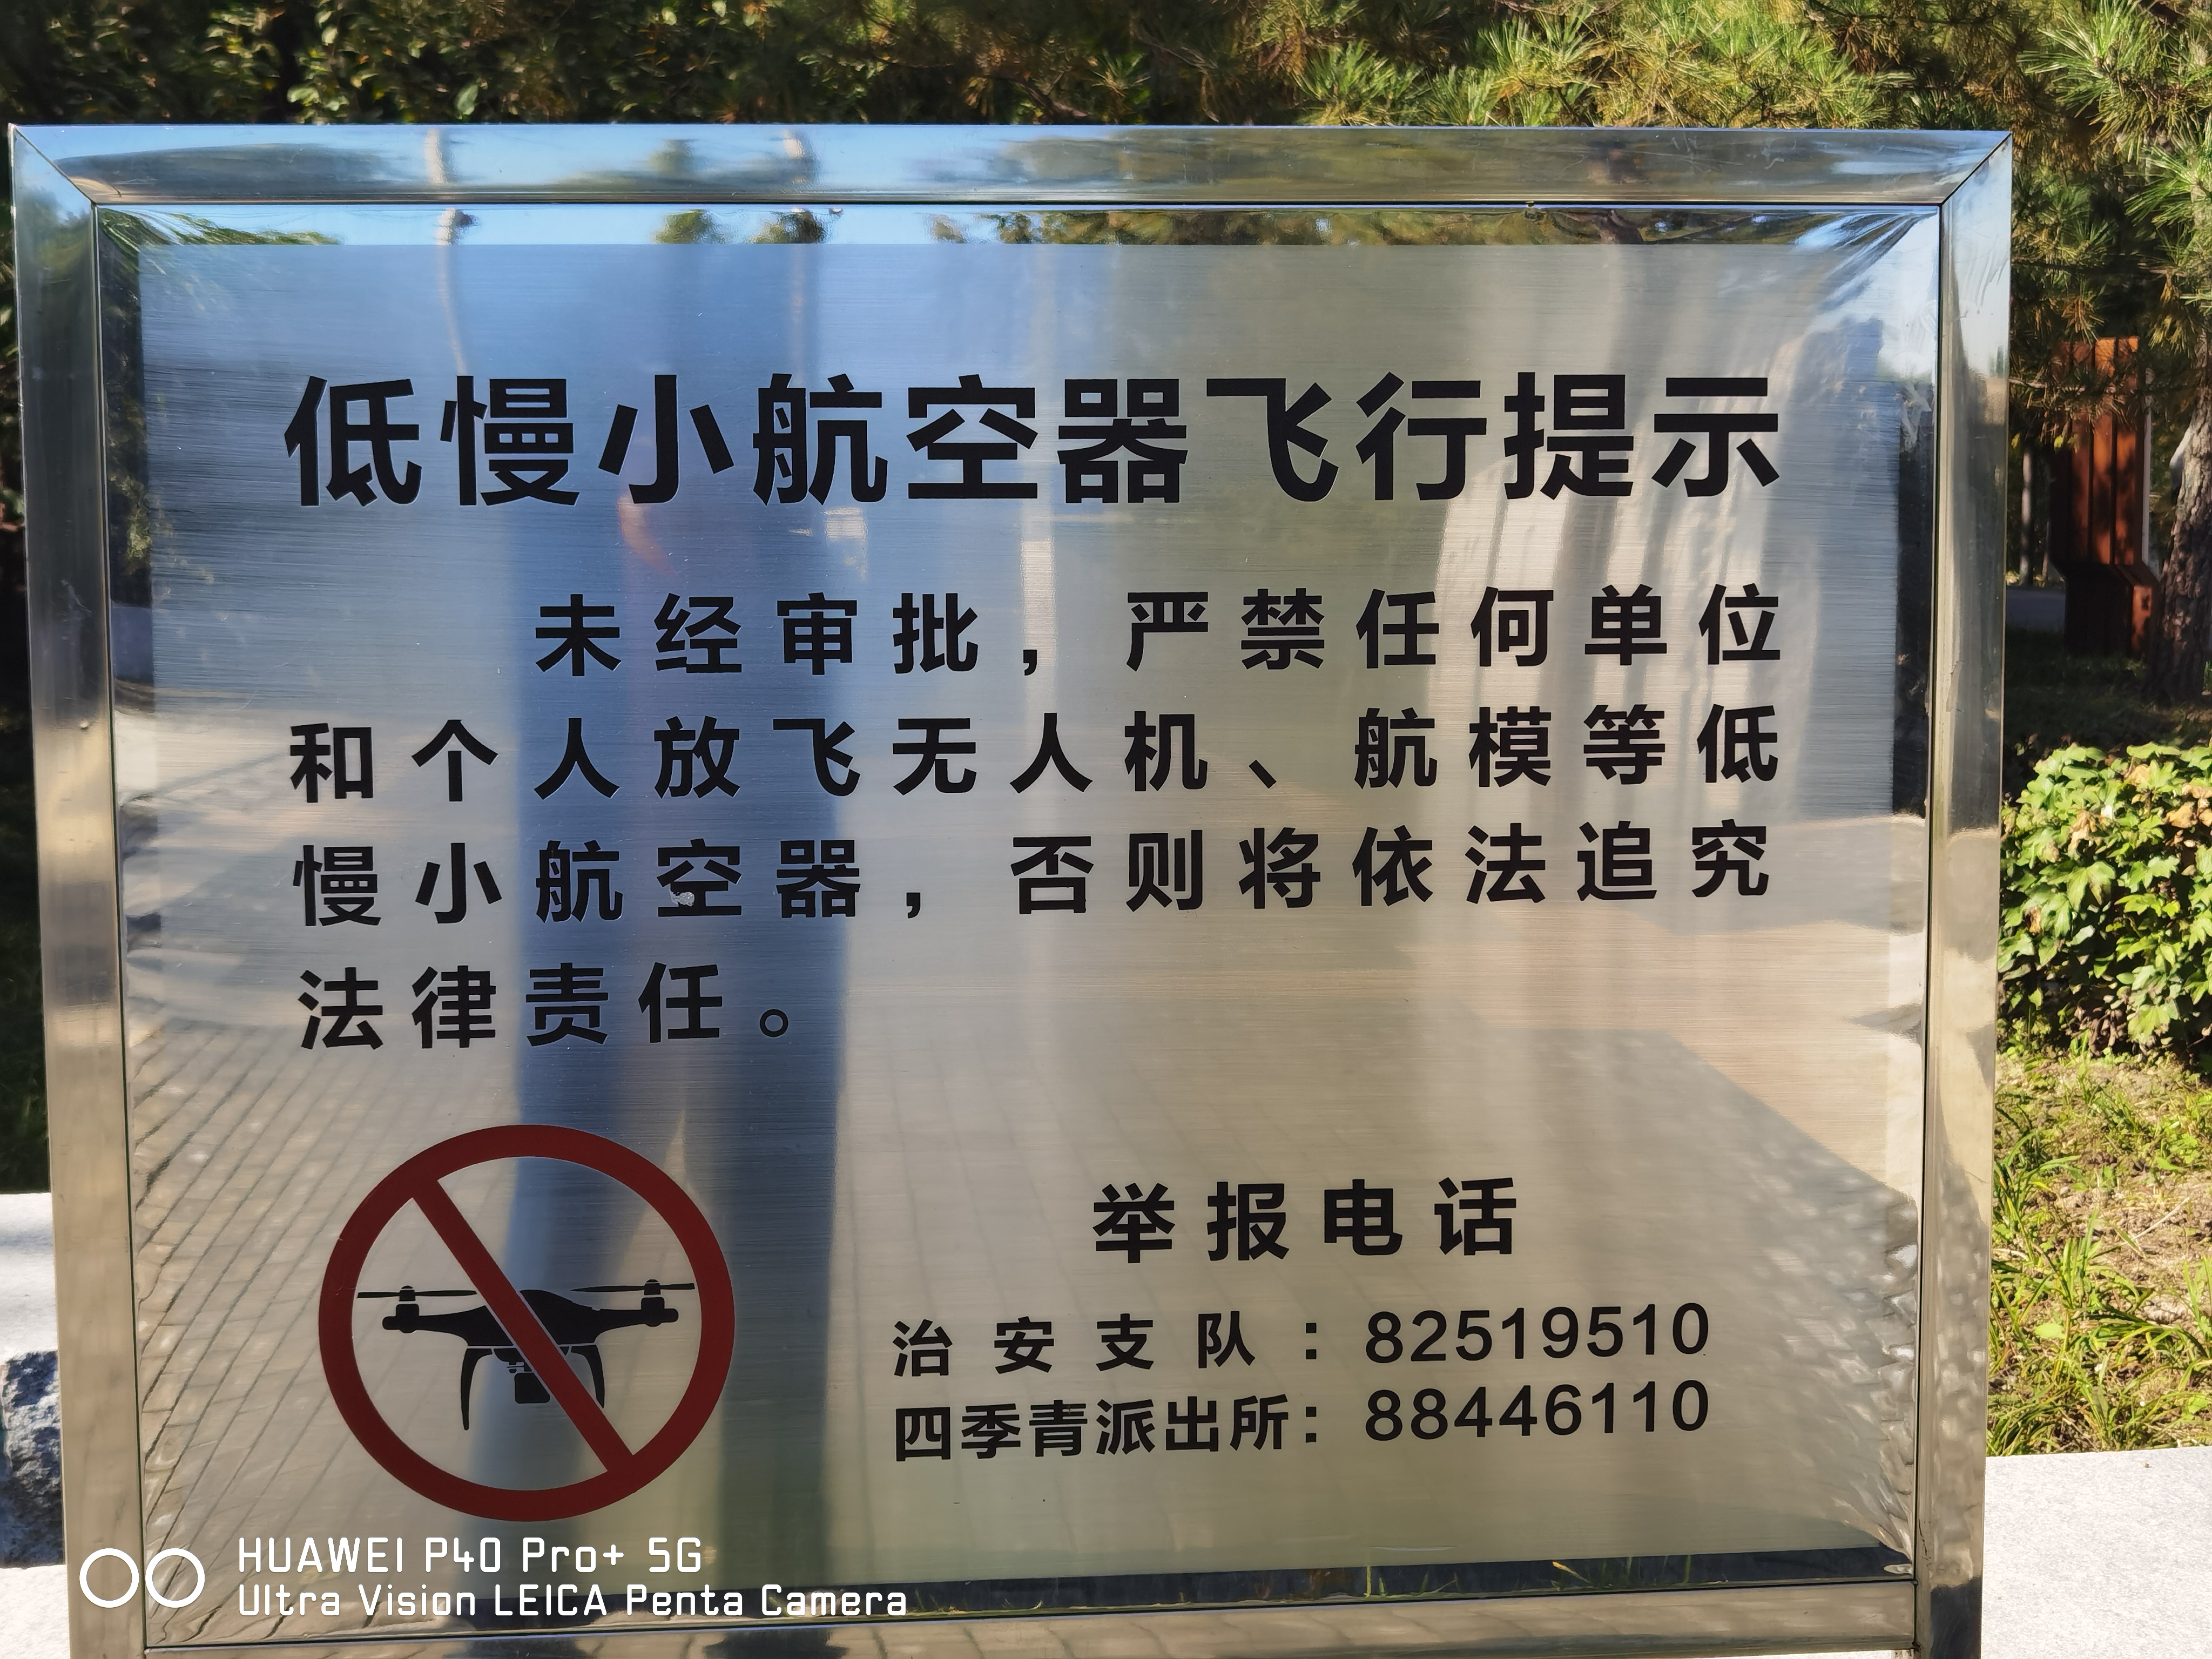 低慢小航空器飞行提示
未经审批，严禁任何单位
和个人放飞无人机、航模等低
慢小航空器，否则将依法追究
法律责任。
举报电话
治安支队：82519510
四季青派出所：88446110
HUAWEI P40 Pro+ 5G
Ultra Vision LEICA Penta Camera